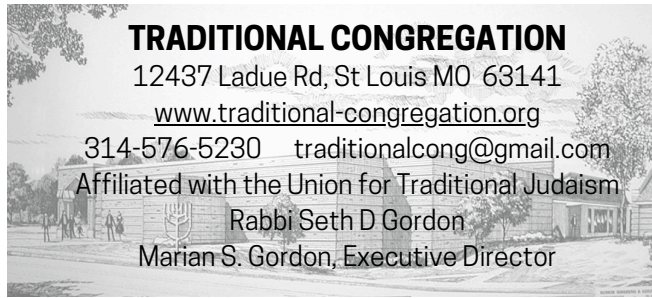 TRADITIONAL CONGREGATION
12437 Ladue Rd, St Louis MO 63141
www.traditional-congregation.org
314-576-5230 traditionalcong@gmail.com
Affiliated with the Union for Traditional Judaism
Rabbi Seth D Gordon
Marian S. Gordon, Executive Director